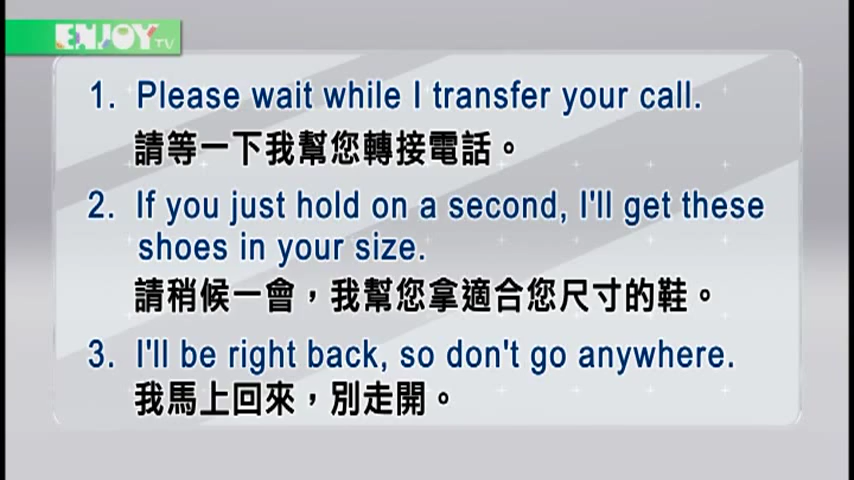 ENJOY TV
1. Please wait while I transfer your call.
請等一下我幫您轉接電話。
2. If you just hold on a second, I'll get these
shoes in your size.
請稍候一會，我幫您拿適合您尺寸的鞋。
3. I'll be right back, so don't go anywhere.
我馬上回來，別走開。